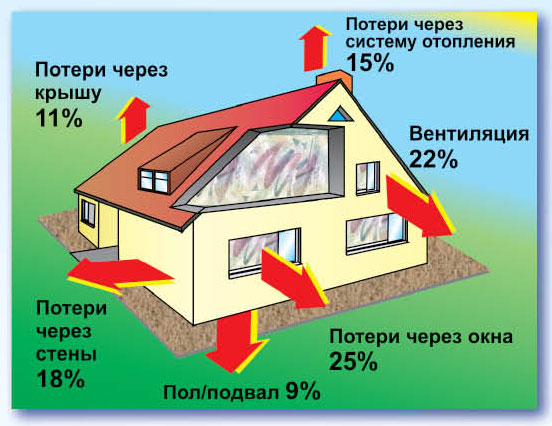 Потери через
систему отопления
15%
Потери через
крышу
11%
Вентиляция
22%
Потери
через
стены
18%
Потери через окна
25%
Пол/подвал 9%